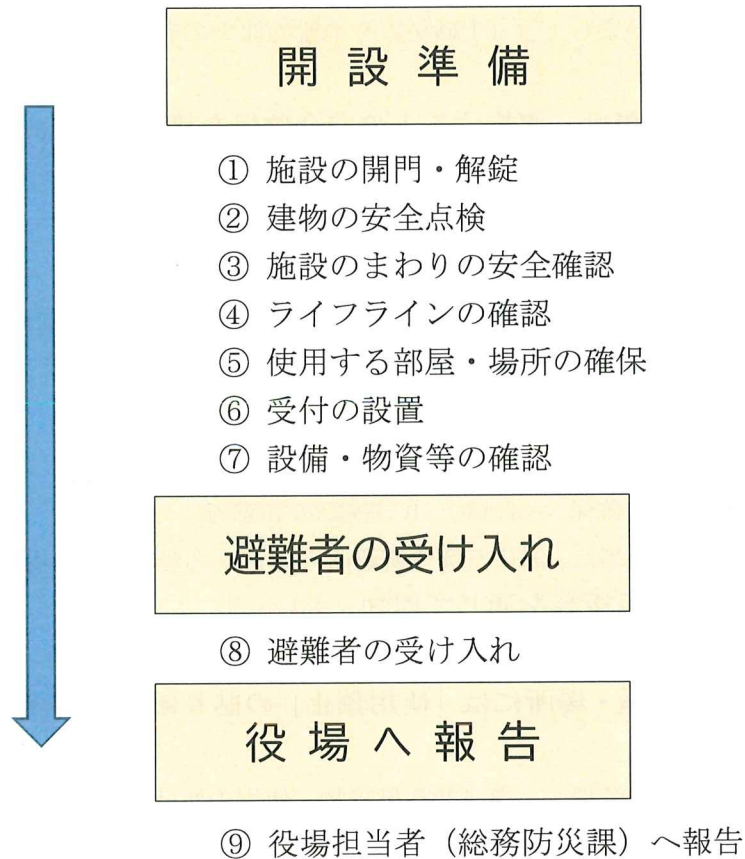 開設準備
① 施設の開門・解錠
② 建物の安全点検
③ 施設のまわりの安全確認
④ ライフラインの確認
⑤ 使用する部屋・場所の確保
⑥ 受付の設置
⑦ 設備・物資等の確認
避難者の受け入れ
⑧ 避難者の受け入れ
役場へ報告
⑨ 役場担当者（総務防災課）へ報告